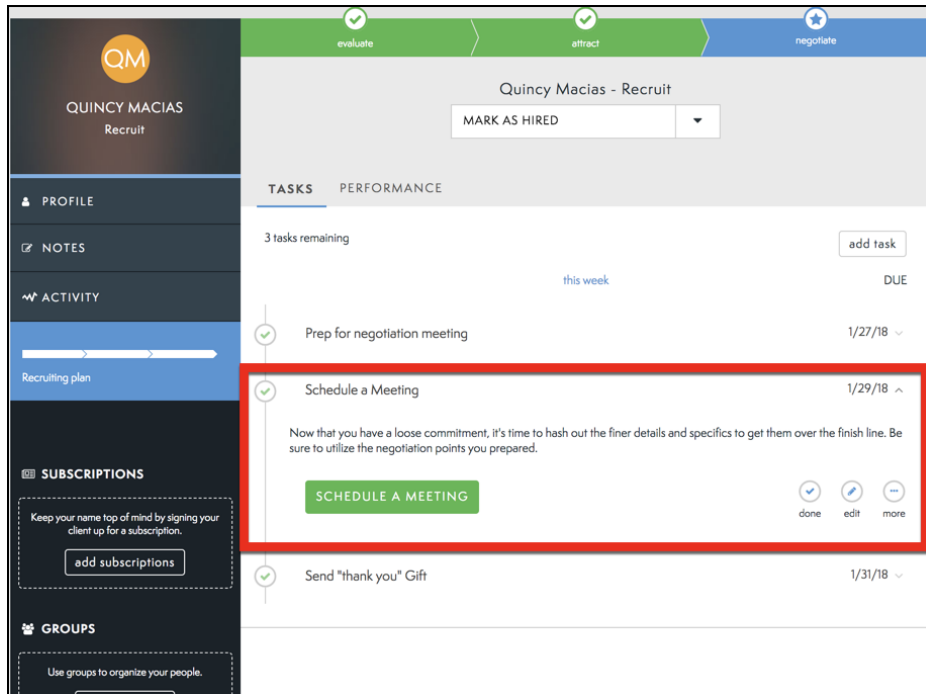 evaluate
attract
negotiate
QM
QUINCY MACIAS
Recruit
PROFILE
NOTES
ACTIVITY
Recruiting plan
SUBSCRIPTIONS
Keep your name top of mind by signing your
client up for a subscription.
add subscriptions
GROUPS
Use groups to organize your people.
Quincy Macias - Recruit
MARK AS HIRED
TASKS PERFORMANCE
3 tasks remaining
add task
this week DUE
Prep for negotiation meeting 1/27/18
Schedule a Meeting 1/29/18
Now that you have a loose commitment, it's time to hash out the finer details and specifics to get them over the finish line. Be
sure to utilize the negotiation points you prepared.
SCHEDULE A MEETING
done edit more
Send "thank you" Gift 1/31/18